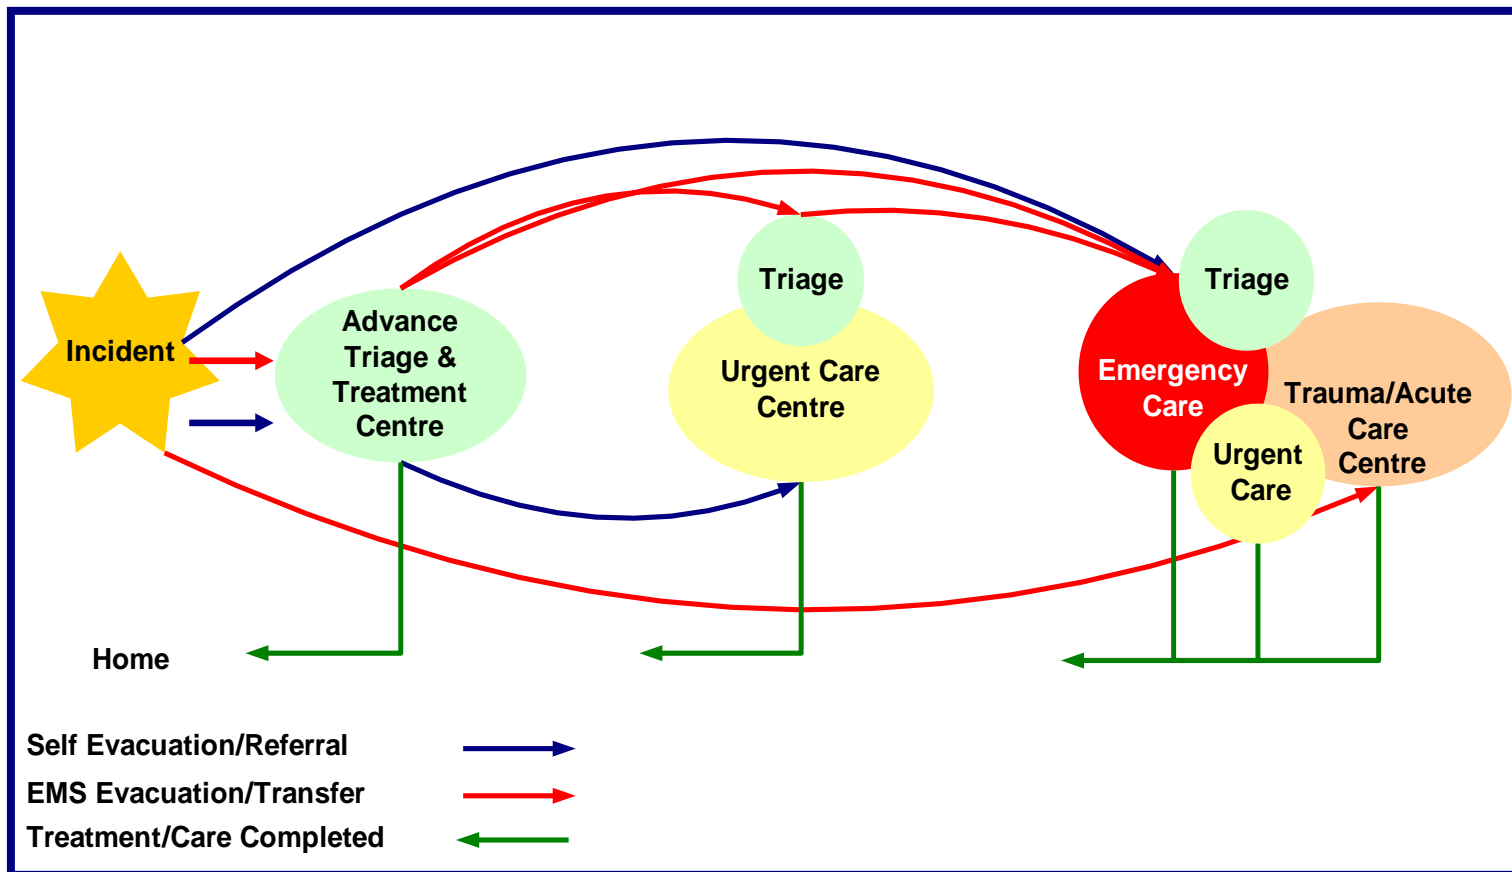 Incident
Advance
Triage &
Treatment
Centre
Triage
Urgent Care
Centre
Triage
Emergency
Care
Trauma/Acute
Care
Centre
Urgent
Care
Home
Self Evacuation/Referral
EMS Evacuation/Transfer
Treatment/Care Completed